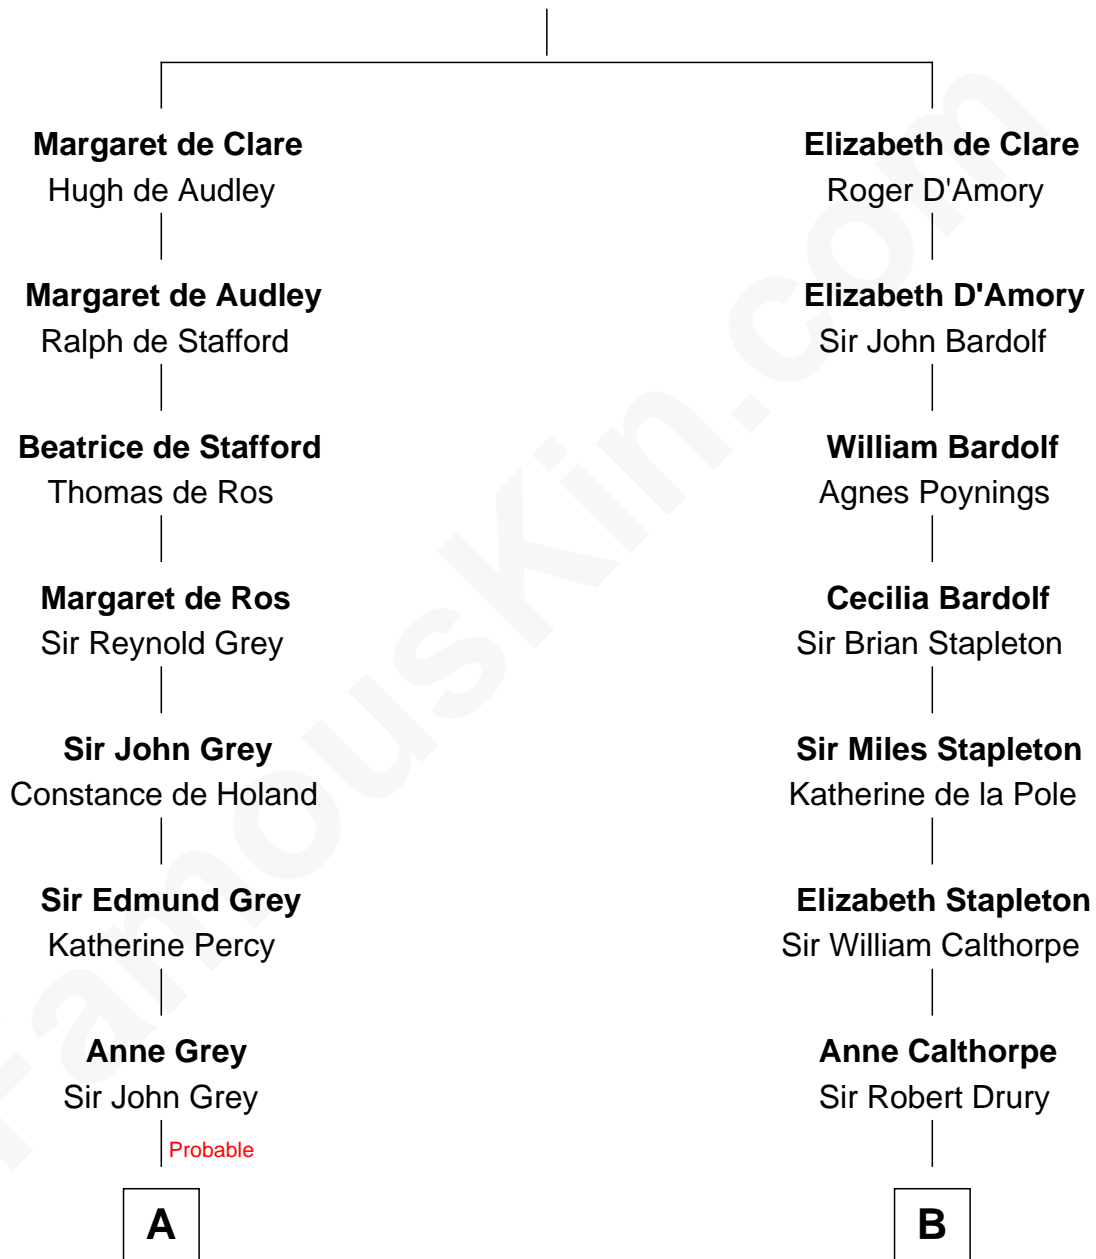 Margaret de Clare
Hugh de Audley
Elizabeth de Clare
Roger D'Amory
Margaret de Audley
Ralph de Stafford
Elizabeth D'Amory
Sir John Bardolf
Beatrice de Stafford
Thomas de Ros
William Bardolf
Agnes Poynings
Margaret de Ros
Sir Reynold Grey
Cecilia Bardolf
Sir Brian Stapleton
Sir John Grey
Constance de Holand
Sir Miles Stapleton
Katherine de la Pole
Sir Edmund Grey
Katherine Percy
Elizabeth Stapleton
Sir William Calthorpe
Anne Grey
Sir John Grey
Anne Calthorpe
Sir Robert Drury
Probable
A
B
FamousKin.com